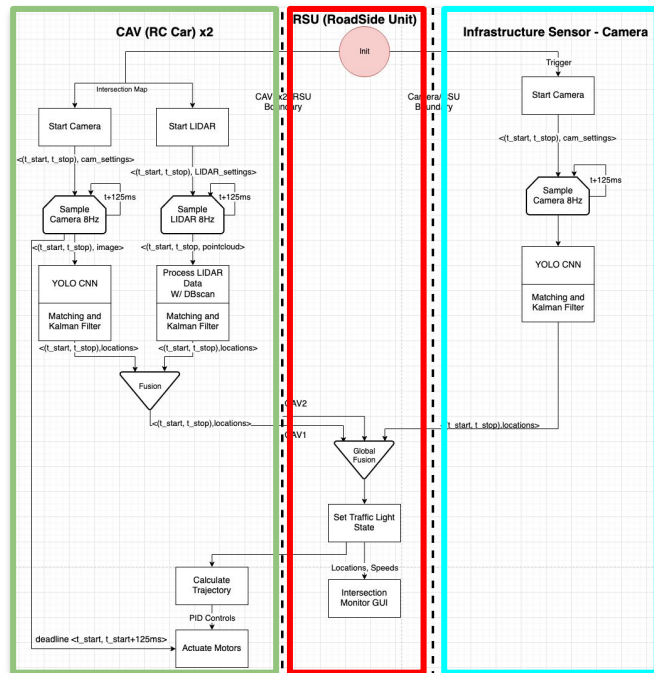 CAV (RC Car) x2
RSU (RoadSide Unit)
Infrastructure Sensor - Camera
Init
Trigger
Intersection Map
CAV x2/RSU
Boundary
Camera/RSU
Boundary
Start Camera
Start LIDAR
Start Camera
<(t_start, t_stop), cam_settings>
<(t_start, t_stop), LIDAR_settings>
<(t_start, t_stop), cam_settings>
t+125ms
t+125ms
t+125ms
Sample
Camera 8Hz
Sample
LIDAR 8Hz
Sample
Camera 8Hz
<(t_start, t_stop), image>
<(t_start, t_stop, pointcloud>
YOLO CNN
Process LIDAR
Data
W/ DBscan
YOLO CNN
Matching and
Kalman Filter
Matching and
Kalman Filter
Matching and
Kalman Filter
<(t_start, t_stop),locations>
<(t_start, t_stop),locations>
Fusion
CAV2
<(t_start, t_stop),locations>
CAV1
<(t_start, t_stop),locations>
Global
Fusion
Set Traffic Light
State
Locations, Speeds
Calculate
Trajectory
Intersection
Monitor GUI
PID Controls
deadline <t_start, t_start+125ms>
Actuate Motors